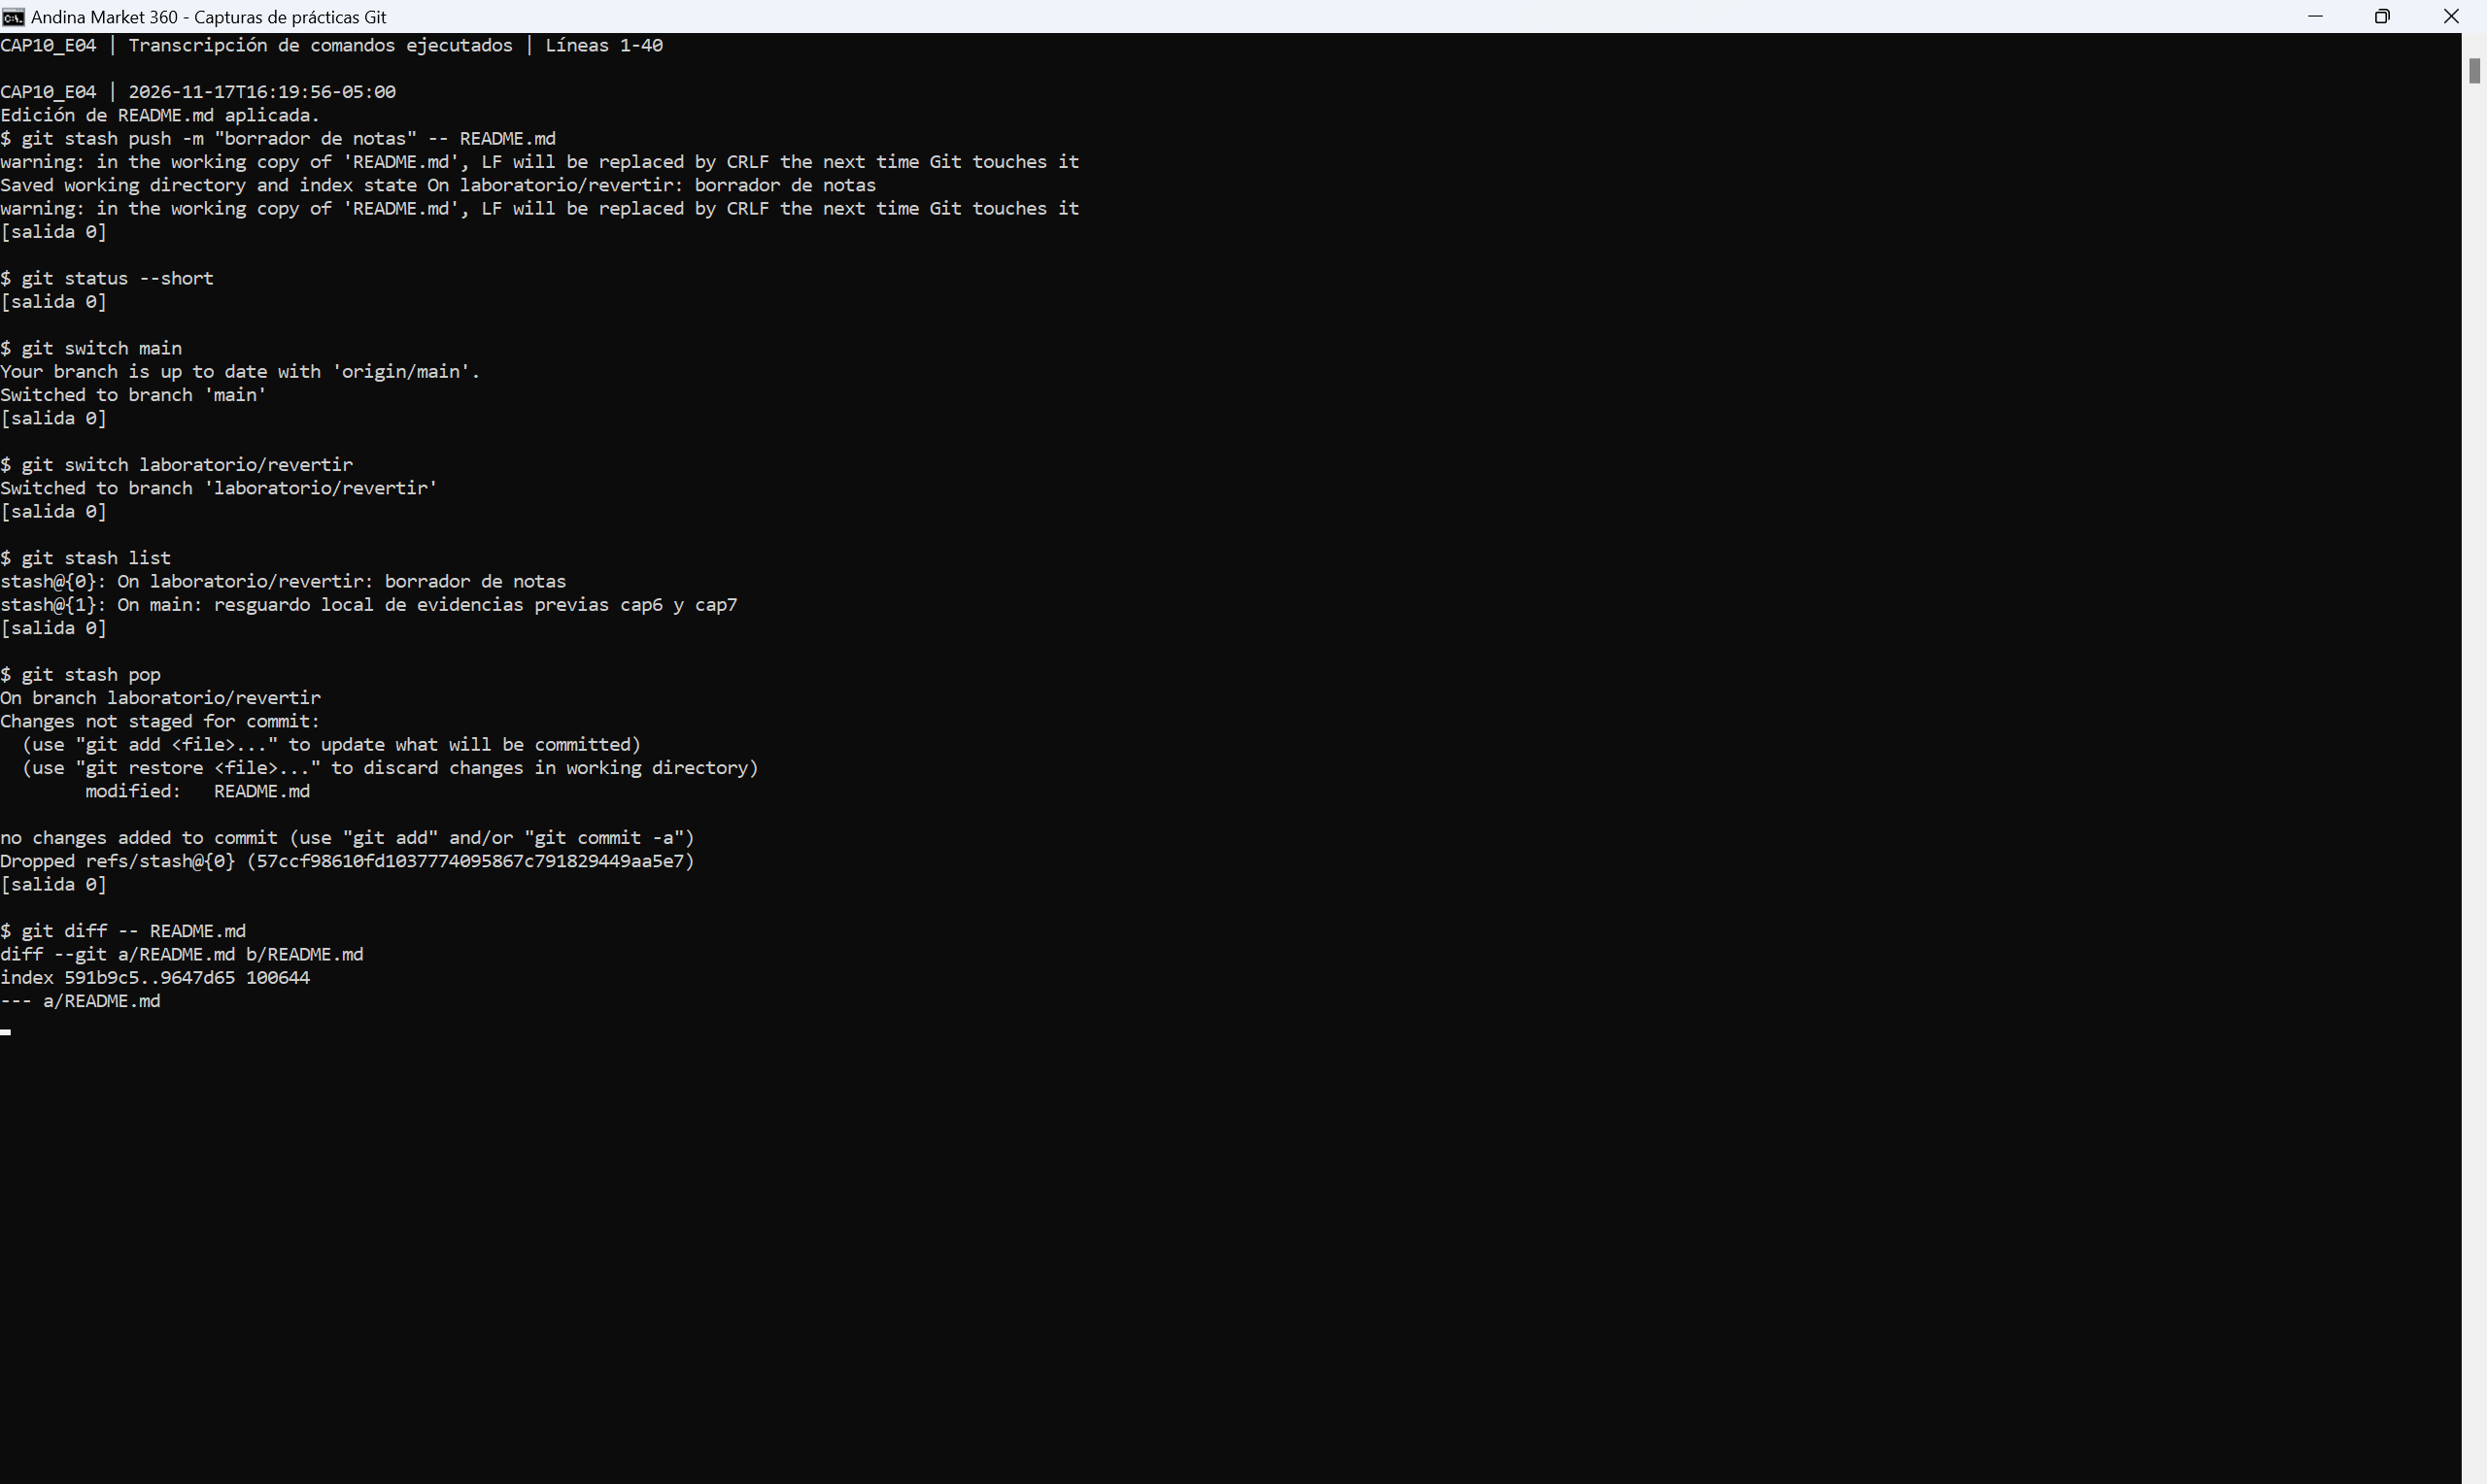 Andina Market 360 - Capturas de prácticas Git
CAP10_E04 | Transcripción de comandos ejecutados | Líneas 1-40
CAP10_E04 | 2026-11-17T16:19:56-05:00
Edición de README.md aplicada.
$ git stash push -m "borrador de notas" -- README.md
warning: in the working copy of 'README.md', LF will be replaced by CRLF the next time Git touches it
Saved working directory and index state On laboratorio/revertir: borrador de notas
warning: in the working copy of 'README.md', LF will be replaced by CRLF the next time Git touches it
[salida 0]
$ git status --short
[salida 0]
$ git switch main
Your branch is up to date with 'origin/main'.
Switched to branch 'main'
[salida 0]
$ git switch laboratorio/revertir
Switched to branch 'laboratorio/revertir'
[salida 0]
$ git stash list
stash@{0}: On laboratorio/revertir: borrador de notas
stash@{1}: On main: resguardo local de evidencias previas cap6 y cap7
[salida 0]
$ git stash pop
On branch laboratorio/revertir
Changes not staged for commit:
  (use "git add <file>..." to update what will be committed)
  (use "git restore <file>..." to discard changes in working directory)
        modified:   README.md
no changes added to commit (use "git add" and/or "git commit -a")
Dropped refs/stash@{0} (57ccf98610fd1037774095867c791829449aa5e7)
[salida 0]
$ git diff -- README.md
diff --git a/README.md b/README.md
index 591b9c5..9647d65 100644
--- a/README.md